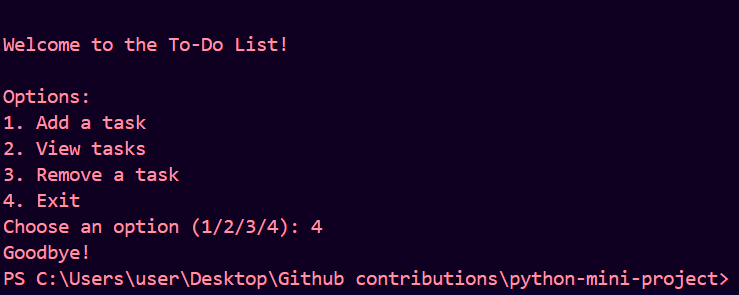 Welcome to the To-Do List!
Options:
1. Add a task
2. View tasks
3. Remove a task
4. Exit
Choose an option (1/2/3/4): 4
Goodbye!
PS C:\Users\user\Desktop\Github contributions\python-mini-project>